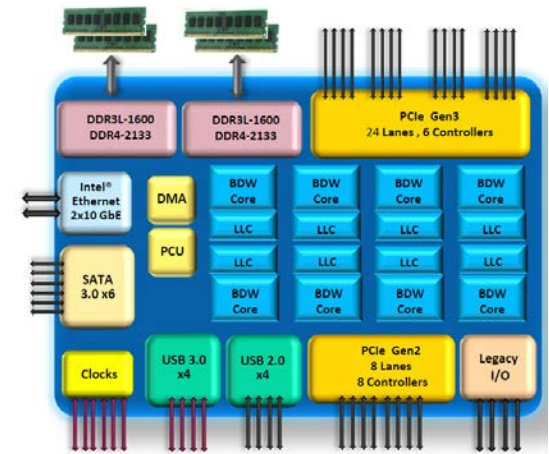 DDR3L-1600
DDR4-2133
DDR3L-1600
DDR4-2133
PCIe Gen3
24 Lanes , 6 Controllers
Intel®
Ethernet
2x10 GbE
DMA
PCU
SATA
3.0 x6
BDW
Core
BDW
Core
BDW
Core
BDW
Core
LLC
LLC
LLC
LLC
LLC
LLC
LLC
LLC
BDW
Core
BDW
Core
BDW
Core
BDW
Core
Clocks
USB 3.0
x4
USB 2.0
x4
PCIe Gen2
8 Lanes
8 Controllers
Legacy
I/O